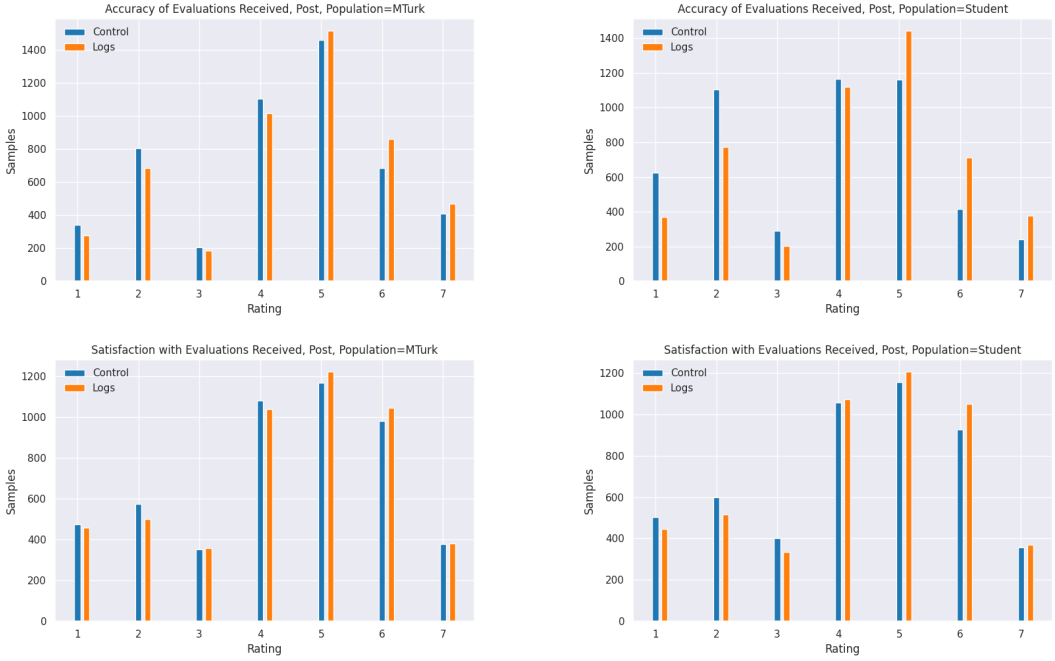 Accuracy of Evaluations Received, Post, Population=MTurk
Control
Logs
1400
1200
1000
800
600
400
200
0
Samples
1 2 3 4 5 6 7
Rating
Accuracy of Evaluations Received, Post, Population=Student
Control
Logs
1400
1200
1000
800
600
400
200
0
Samples
1 2 3 4 5 6 7
Rating
Satisfaction with Evaluations Received, Post, Population=MTurk
Control
Logs
1200
1000
800
600
400
200
0
Samples
1 2 3 4 5 6 7
Rating
Satisfaction with Evaluations Received, Post, Population=Student
Control
Logs
1200
1000
800
600
400
200
0
Samples
1 2 3 4 5 6 7
Rating